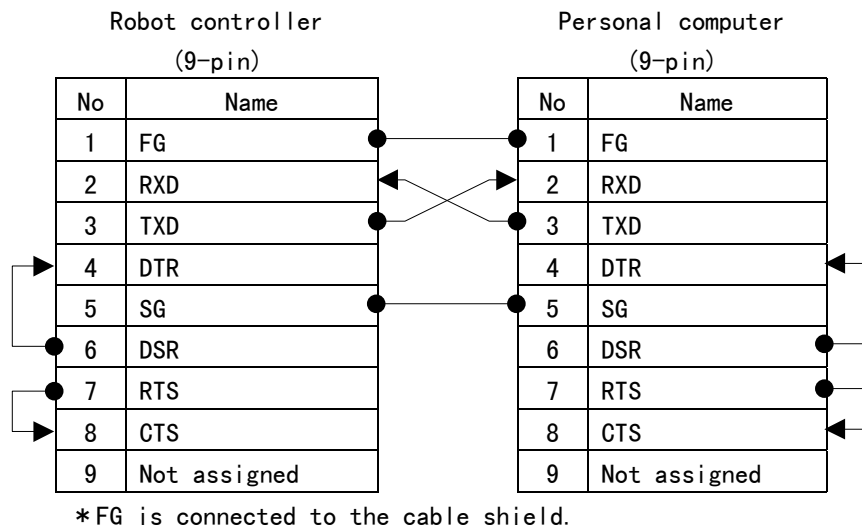 Robot controller Personal computer
(9-pin) (9-pin)
No Name No Name
1 FG 1 FG
2 RXD 2 RXD
3 TXD 3 TXD
4 DTR 4 DTR
5 SG 5 SG
6 DSR 6 DSR
7 RTS 7 RTS
8 CTS 8 CTS
9 Not assigned 9 Not assigned
*FG is connected to the cable shield.